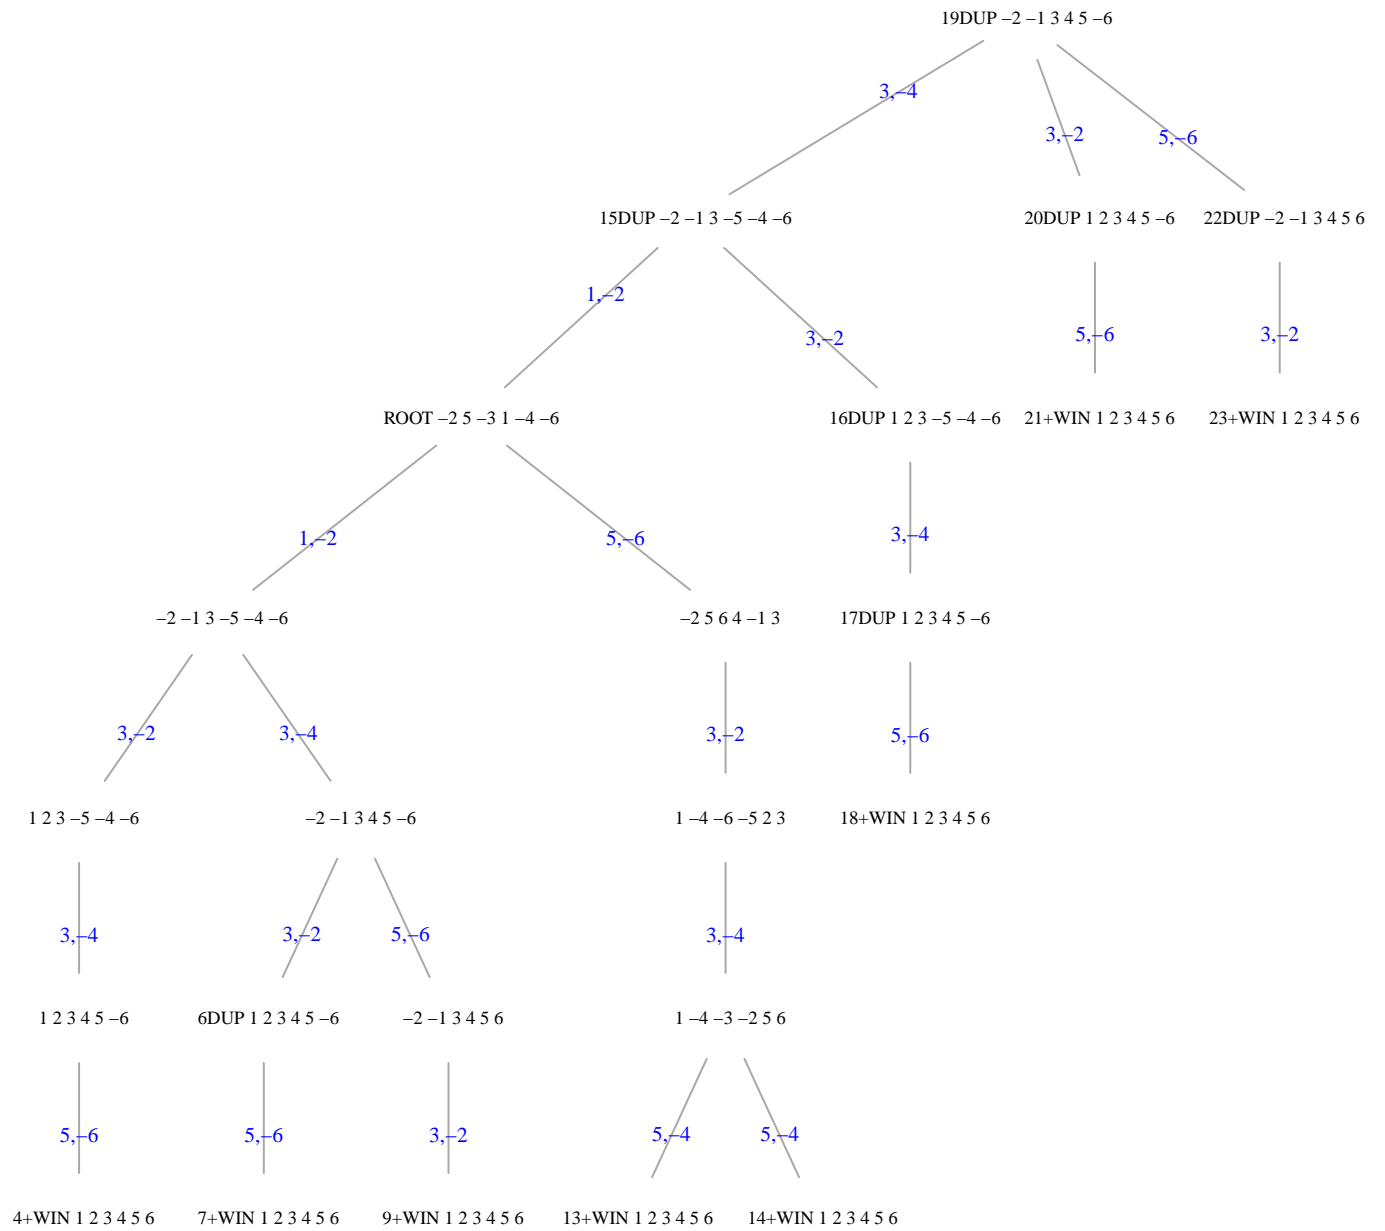 19DUP –2 –1 3 4 5 –6
3,–4
3,–2
5,–6
15DUP –2 –1 3 –5 –4 –6
20DUP 1 2 3 4 5 –6
22DUP –2 –1 3 4 5 6
1,–2
3,–2
5,–6
3,–2
ROOT –2 5 –3 1 –4 –6
16DUP 1 2 3 –5 –4 –6
21+WIN 1 2 3 4 5 6
23+WIN 1 2 3 4 5 6
1,–2
5,–6
3,–4
–2 –1 3 –5 –4 –6
–2 5 6 4 –1 3
17DUP 1 2 3 4 5 –6
3,–2
3,–4
3,–2
5,–6
1 2 3 –5 –4 –6
–2 –1 3 4 5 –6
1 –4 –6 –5 2 3
18+WIN 1 2 3 4 5 6
3,–4
3,–2
5,–6
3,–4
1 2 3 4 5 –6
6DUP 1 2 3 4 5 –6
–2 –1 3 4 5 6
1 –4 –3 –2 5 6
5,–6
5,–6
3,–2
5,–4
5,–4
4+WIN 1 2 3 4 5 6
7+WIN 1 2 3 4 5 6
9+WIN 1 2 3 4 5 6
13+WIN 1 2 3 4 5 6
14+WIN 1 2 3 4 5 6